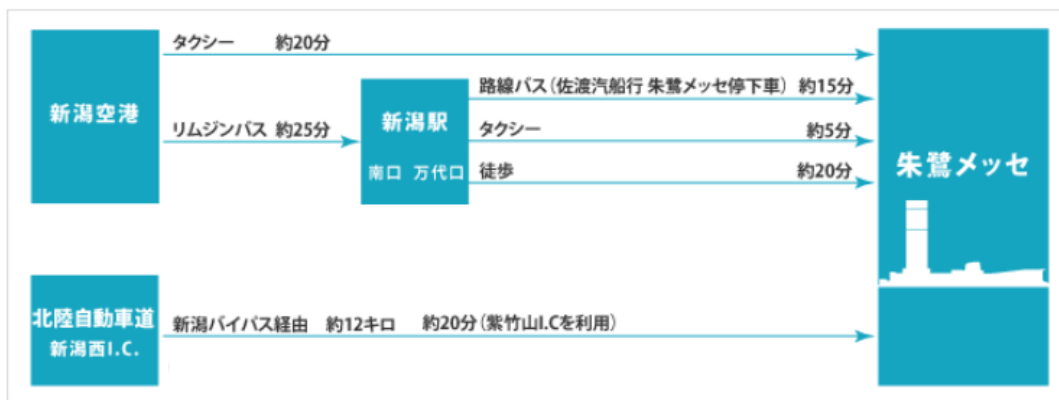 新潟空港
タクシー 約20分
リムジンバス 約25分
新潟駅
南口 万代口
路線バス(佐渡汽船行 朱鷺メッセ停下車) 約15分
タクシー 約5分
徒歩 約20分
朱鷺メッセ
北陸自動車道
新潟西I.C.
新潟バイパス経由 約12キロ 約20分(紫竹山I.Cを利用)